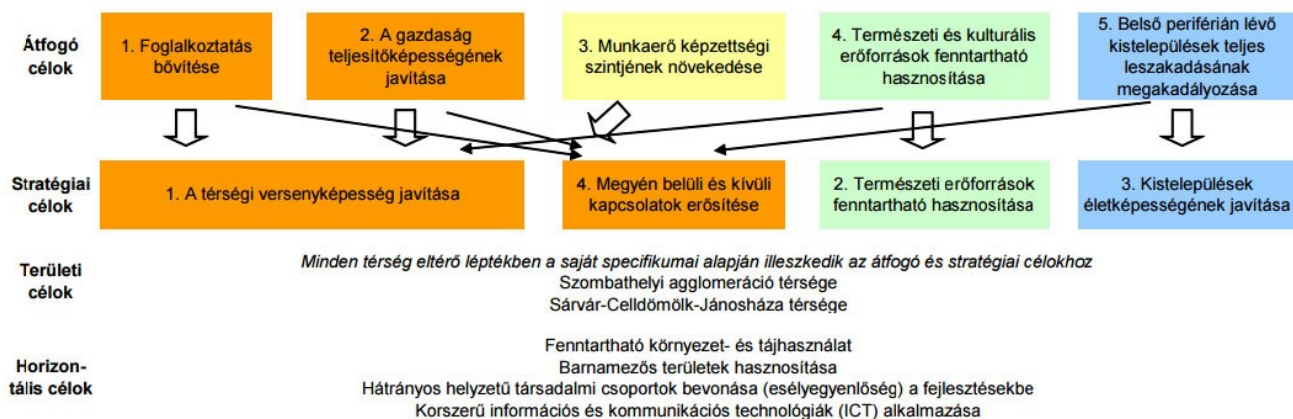 Átfogó
célok
1. Foglalkoztatás
bővítése
2. A gazdaság
teljesítőképességének
javítása
3. Munkaerő képzettségi
szintjének növekedése
4. Természeti és kulturális
erőforrások fenntartható
hasznosítása
5. Belső periférián lévő
kistelepülések teljes
leszakadásának
megakadályozása
Stratégiai
célok
1. A térségi versenyképesség javítása
4. Megyén belüli és kívüli
kapcsolatok erősítése
2. Természeti erőforrások
fenntartható hasznosítása
3. Kistelepülések
életképességének javítása
Területi
célok
Minden térség eltérő léptékben a saját specifikumai alapján illeszkedik az átfogó és stratégiai célokhoz
Szombathelyi agglomeráció térsége
Sárvár-Celldömölk-Jánosháza térsége
Horizon-
tális célok
Fenntartható környezet- és tájhasználat
Barnamezős területek hasznosítása
Hátrányos helyzetű társadalmi csoportok bevonása (esélyegyenlőség) a fejlesztésekbe
Korszerű információs és kommunikációs technológiák (ICT) alkalmazása